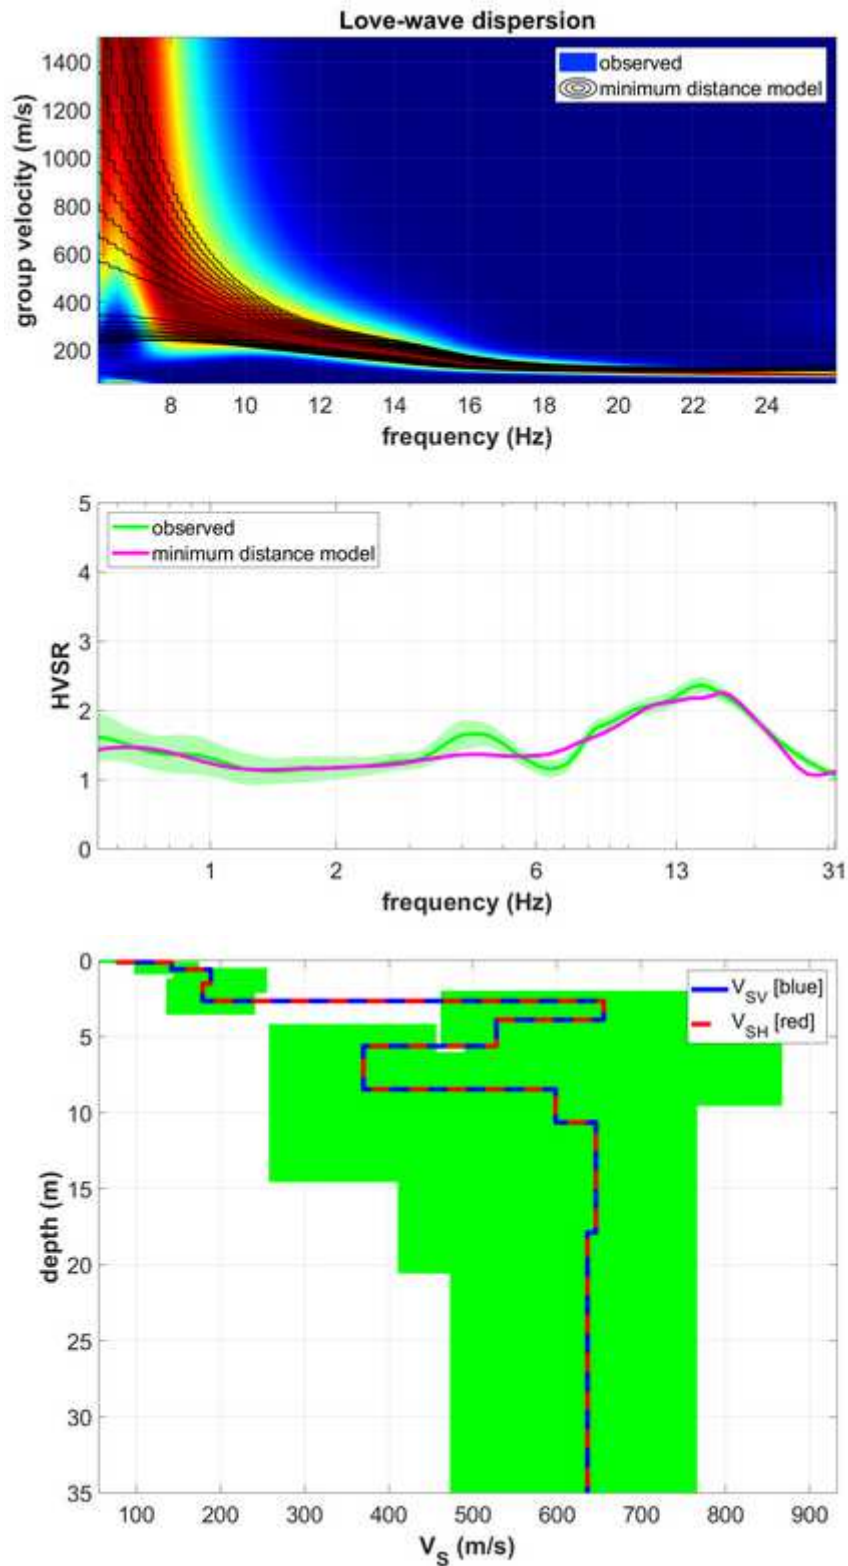 Love-wave dispersion
observed
minimum distance model
group velocity (m/s)
1400
1200
1000
800
600
400
200
8 10 12 14 16 18 20 22 24
frequency (Hz)
observed
minimum distance model
HVSR
5
4
3
2
1
0
1 2 6 13 31
frequency (Hz)
V_SV [blue]
V_SH [red]
depth (m)
0
5
10
15
20
25
30
35
100 200 300 400 500 600 700 800 900
V_S (m/s)